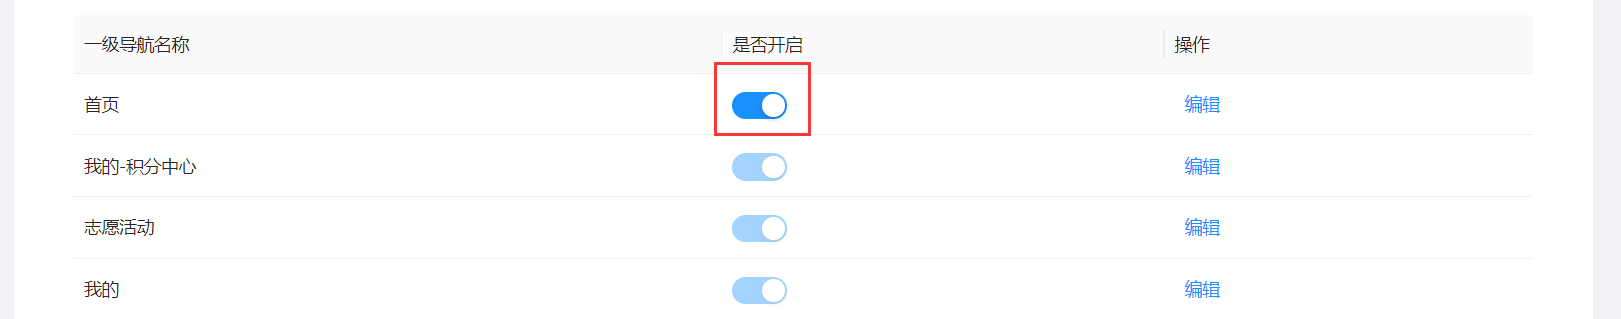 一级导航名称 是否开启 操作
首页 编辑
我的-积分中心 编辑
志愿活动 编辑
我的 编辑